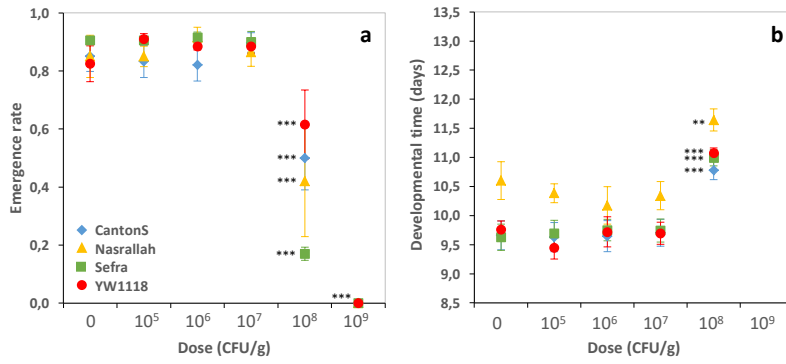 a
Emergence rate
1,0
0,8
0,6
0,4
0,2
0,0
***
***
***
***
***
CantonS
Nasrallah
Sefra
YW1118
0 10⁵ 10⁶ 10⁷ 10⁸ 10⁹
Dose (CFU/g)
b
Developmental time (days)
13,5
13,0
12,5
12,0
11,5
11,0
10,5
10,0
9,5
9,0
8,5
**
***
***
***
0 10⁵ 10⁶ 10⁷ 10⁸ 10⁹
Dose (CFU/g)